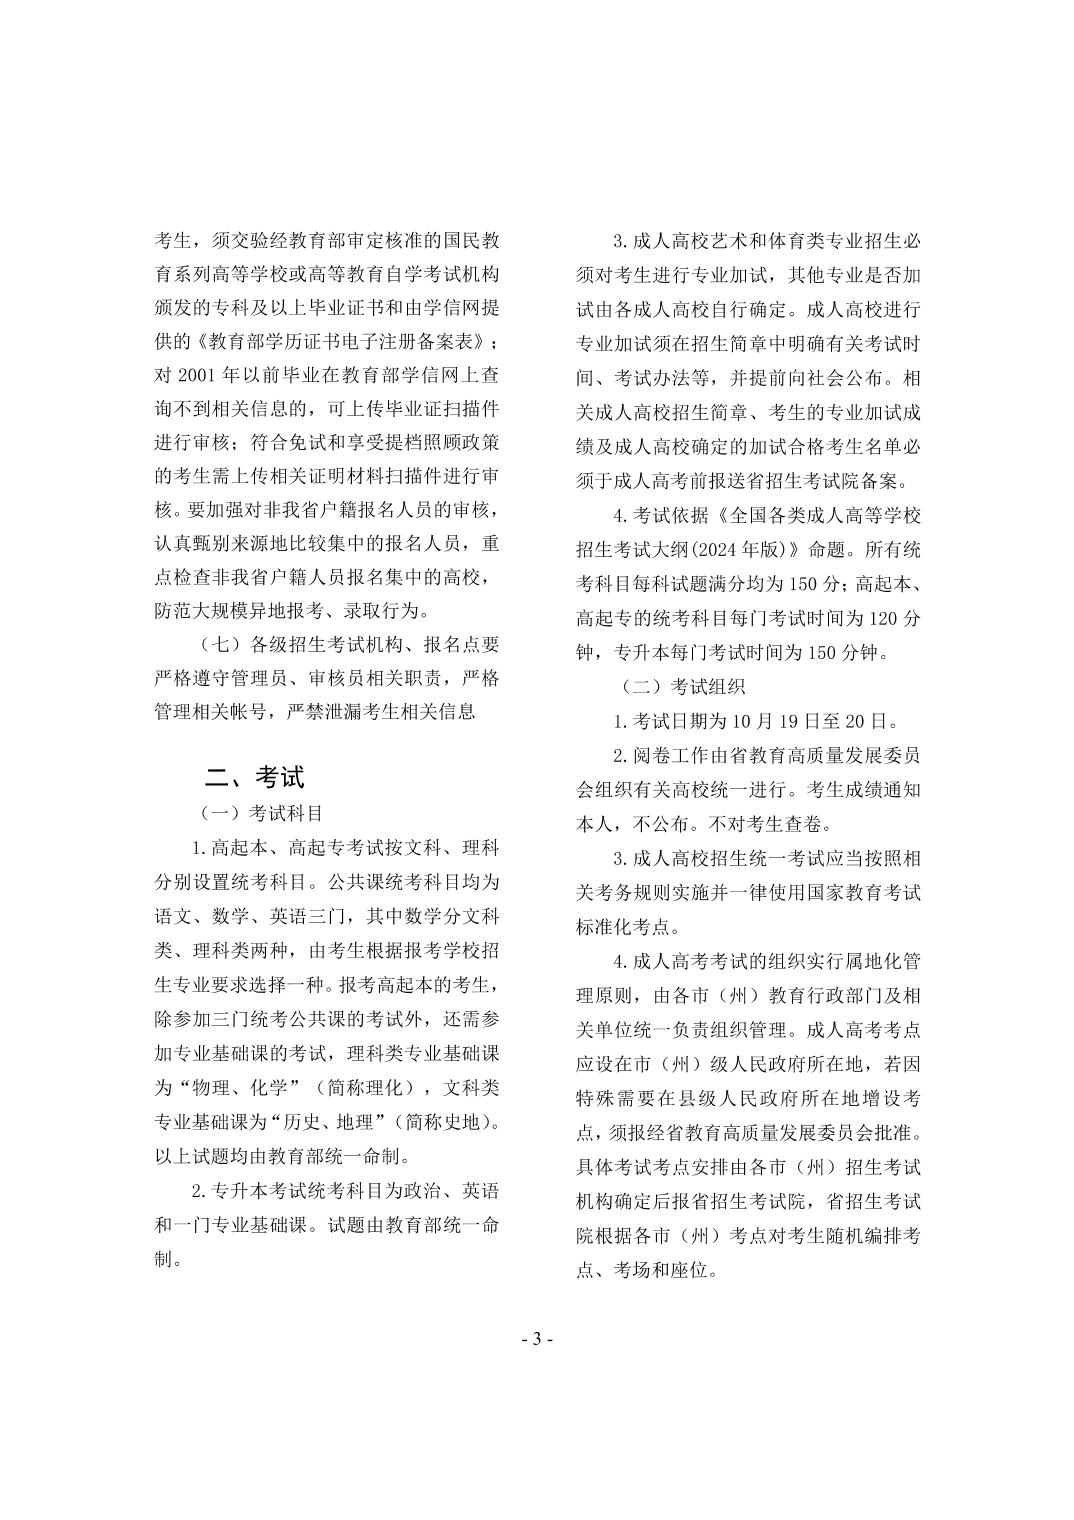 考生，须交验经教育部审定核准的国民教
育系列高等学校或高等教育自学考试机构
颁发的专科及以上毕业证书和由学信网提
供的《教育部学历证书电子注册备案表》；
对 2001 年以前毕业在教育部学信网上查
询不到相关信息的，可上传毕业证扫描件
进行审核；符合免试和享受提档照顾政策
的考生需上传相关证明材料扫描件进行审
核。要加强对非我省户籍报名人员的审核，
认真甄别来源地比较集中的报名人员，重
点检查非我省户籍人员报名集中的高校，
防范大规模异地报考、录取行为。
（七）各级招生考试机构、报名点要
严格遵守管理员、审核员相关职责，严格
管理相关帐号，严禁泄漏考生相关信息
二、考试
（一）考试科目
1.高起本、高起专考试按文科、理科
分别设置统考科目。公共课统考科目均为
语文、数学、英语三门，其中数学分文科
类、理科类两种，由考生根据报考学校招
生专业要求选择一种。报考高起本的考生，
除参加三门统考公共课的考试外，还需参
加专业基础课的考试，理科类专业基础课
为“物理、化学”（简称理化），文科类
专业基础课为“历史、地理”（简称史地）。
以上试题均由教育部统一命制。
2.专升本考试统考科目为政治、英语
和一门专业基础课。试题由教育部统一命
制。
3.成人高校艺术和体育类专业招生必
须对考生进行专业加试，其他专业是否加
试由各成人高校自行确定。成人高校进行
专业加试须在招生简章中明确有关考试时
间、考试办法等，并提前向社会公布。相
关成人高校招生简章、考生的专业加试成
绩及成人高校确定的加试合格考生名单必
须于成人高考前报送省招生考试院备案。
4.考试依据《全国各类成人高等学校
招生考试大纲(2024 年版)》命题。所有统
考科目每科试题满分均为 150 分；高起本、
高起专的统考科目每门考试时间为 120 分
钟，专升本每门考试时间为 150 分钟。
（二）考试组织
1.考试日期为 10 月 19 日至 20 日。
2.阅卷工作由省教育高质量发展委员
会组织有关高校统一进行。考生成绩通知
本人，不公布。不对考生查卷。
3.成人高校招生统一考试应当按照相
关考务规则实施并一律使用国家教育考试
标准化考点。
4.成人高考考试的组织实行属地化管
理原则，由各市（州）教育行政部门及相
关单位统一负责组织管理。成人高考考点
应设在市（州）级人民政府所在地，若因
特殊需要在县级人民政府所在地增设考
点，须报经省教育高质量发展委员会批准。
具体考试考点安排由各市（州）招生考试
机构确定后报省招生考试院，省招生考试
院根据各市（州）考点对考生随机编排考
点、考场和座位。
- 3 -